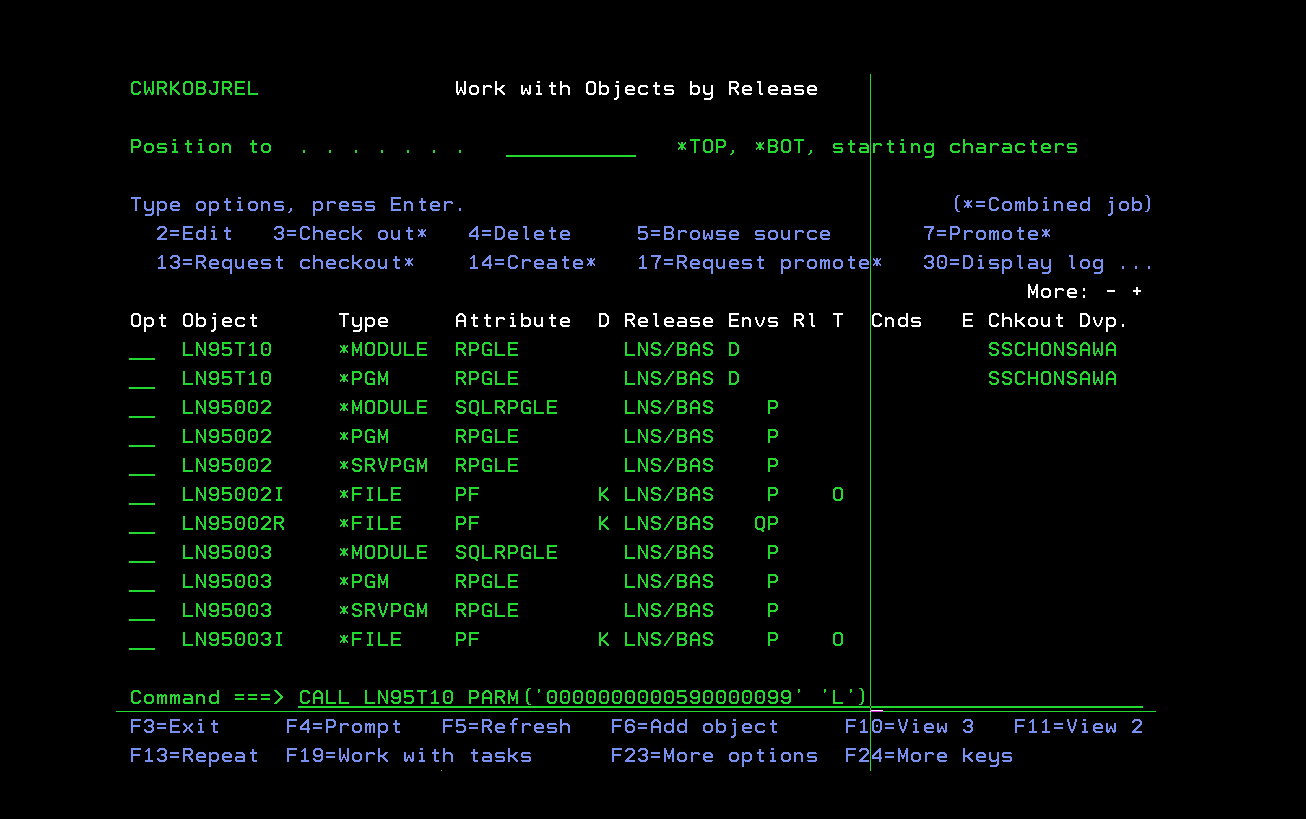 CWRKOBJREL Work with Objects by Release
Position to . . . . . . . *TOP, *BOT, starting characters
Type options, press Enter. (*=Combined job)
2=Edit 3=Check out* 4=Delete 5=Browse source 7=Promote*
13=Request checkout* 14=Create* 17=Request promote* 30=Display log ...
More: - +
Opt Object Type Attribute D Release Envs Rl T Cnds E Chkout Dvp.
__ LN95T10 *MODULE RPGLE LNS/BAS D SSCHONSAWA
__ LN95T10 *PGM RPGLE LNS/BAS D SSCHONSAWA
__ LN95002 *MODULE SQLRPGLE LNS/BAS P
__ LN95002 *PGM RPGLE LNS/BAS P
__ LN95002 *SRVPGM RPGLE LNS/BAS P
__ LN95002I *FILE PF K LNS/BAS P O
__ LN95002R *FILE PF K LNS/BAS QP
__ LN95003 *MODULE SQLRPGLE LNS/BAS P
__ LN95003 *PGM RPGLE LNS/BAS P
__ LN95003 *SRVPGM RPGLE LNS/BAS P
__ LN95003I *FILE PF K LNS/BAS P O
Command ===> CALL LN95T10 PARM('0000000000590000099' 'L')
F3=Exit F4=Prompt F5=Refresh F6=Add object F10=View 3 F11=View 2
F13=Repeat F19=Work with tasks F23=More options F24=More keys